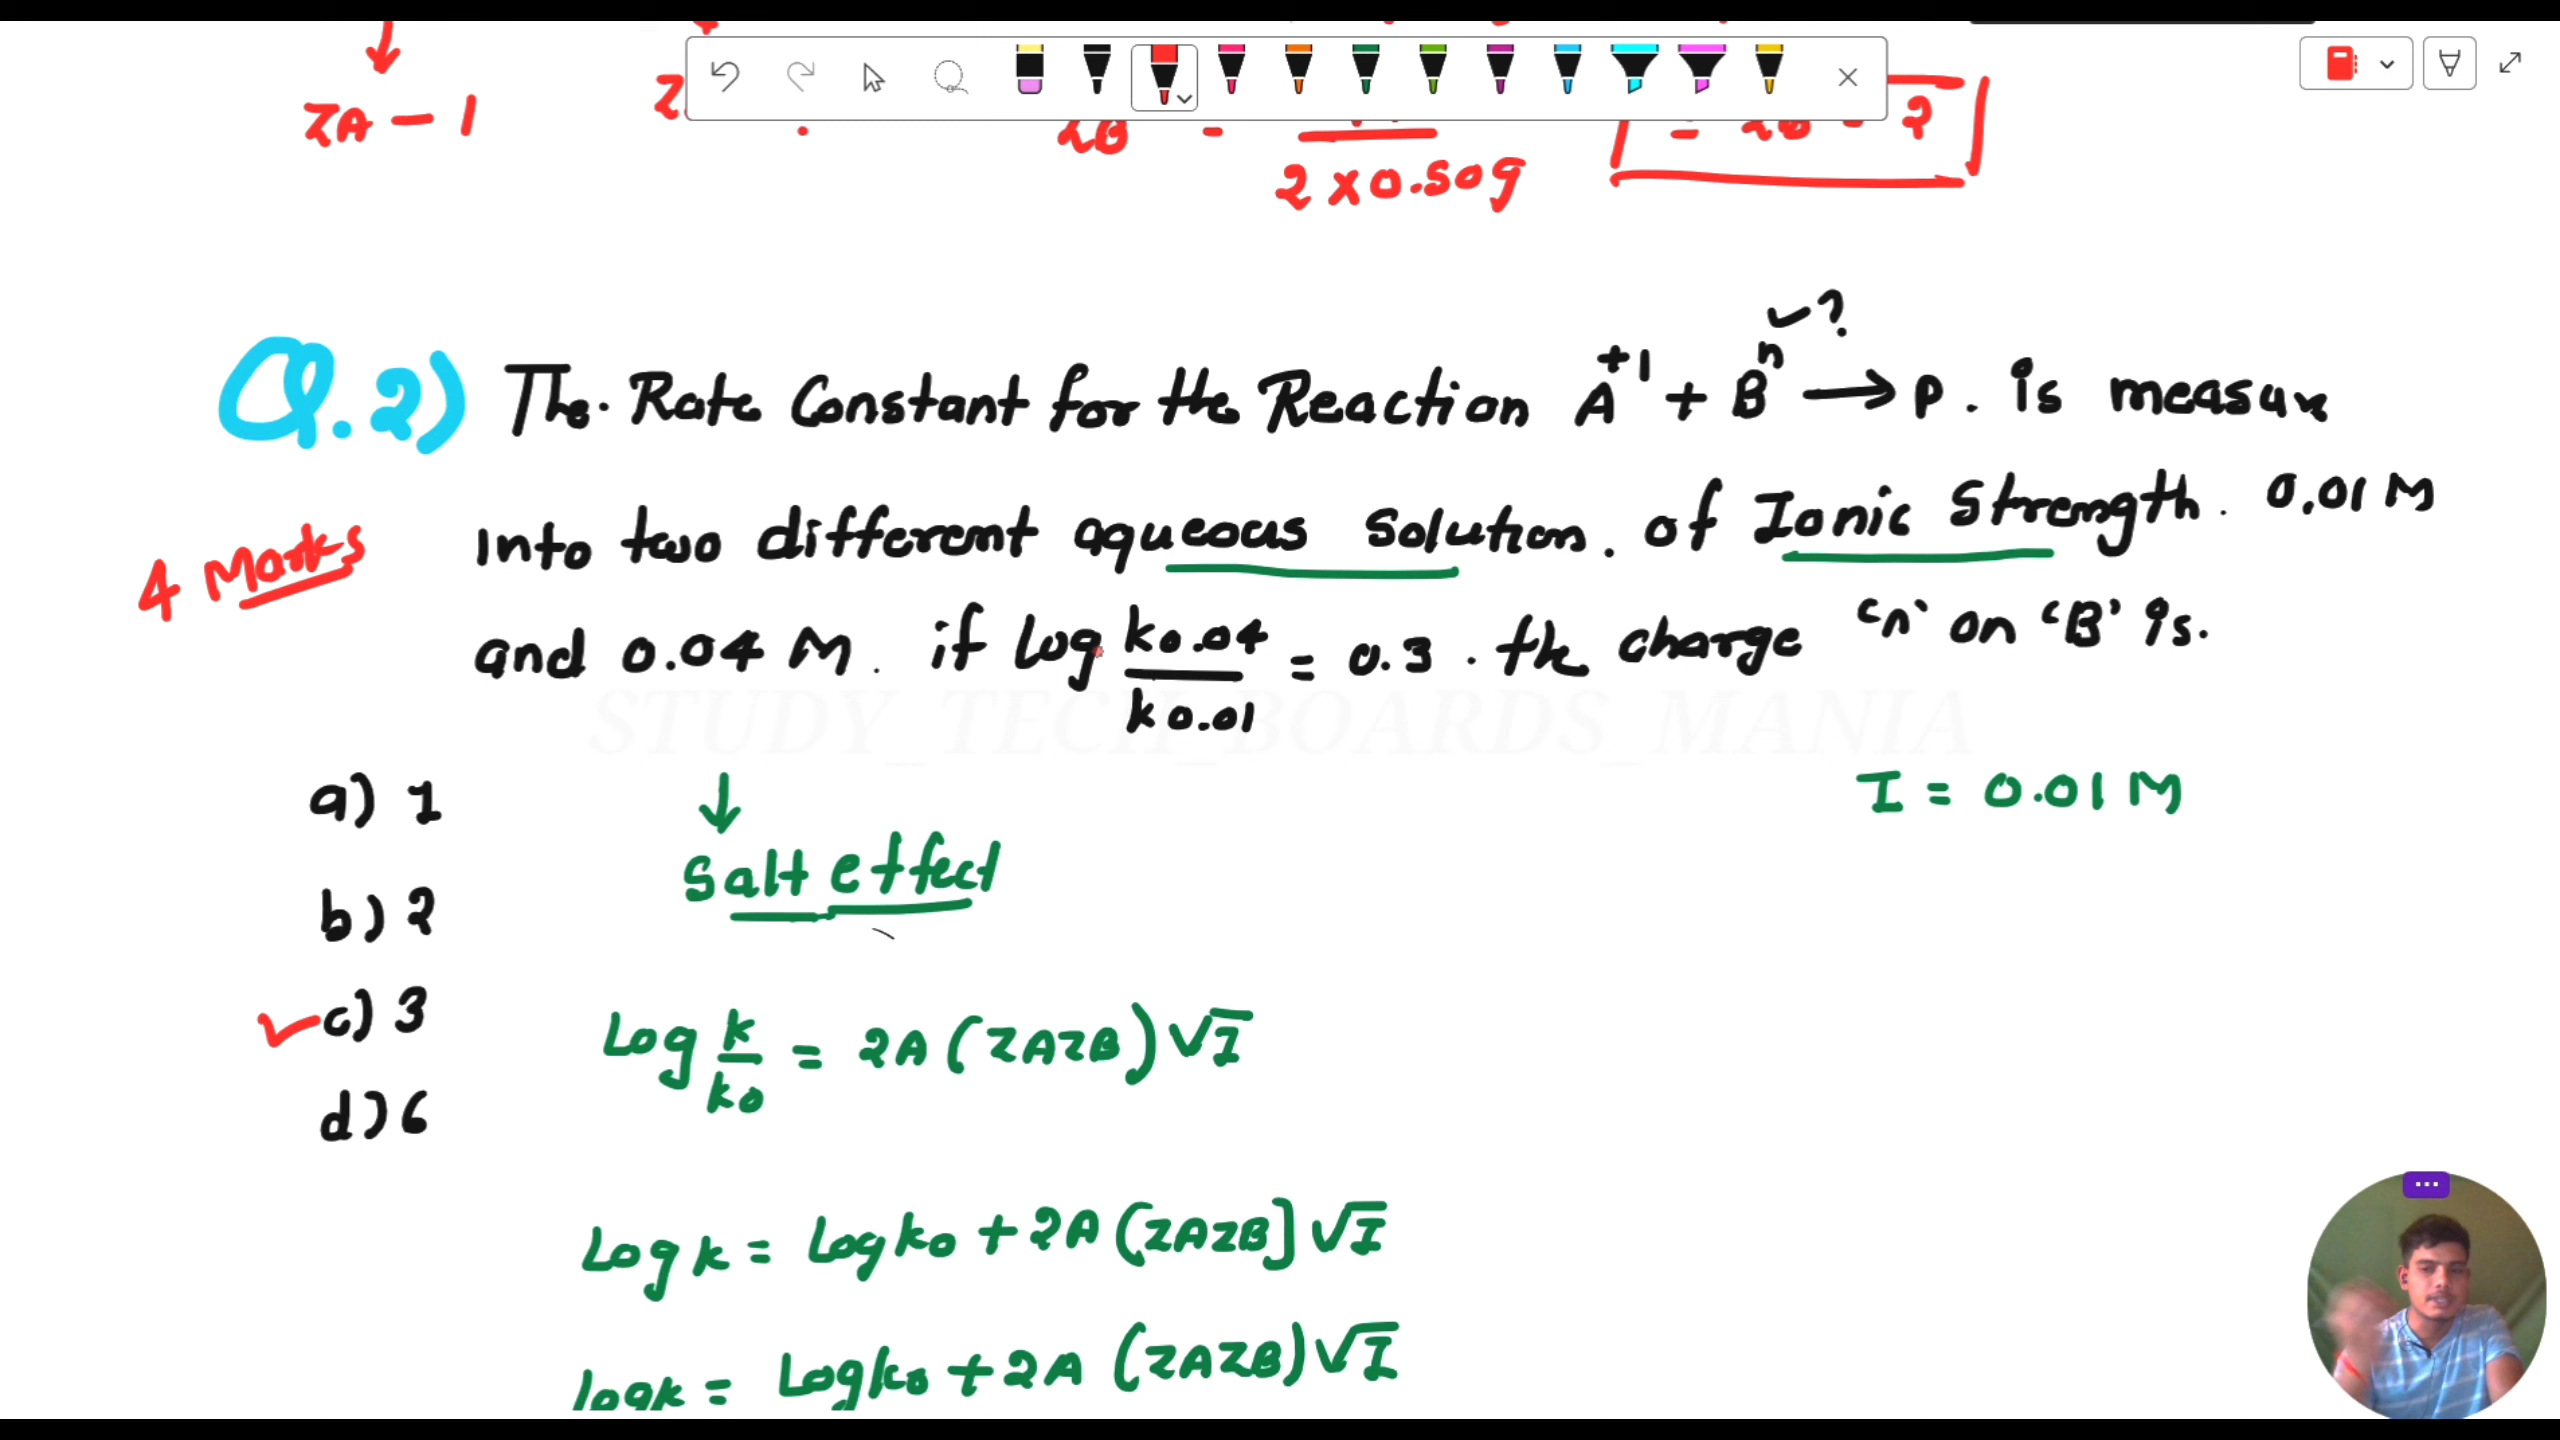 ZA - 1
2 x 0.509
?
Q.2) The. Rate Constant for the Reaction A+1 + Bn → P. is measure
4 Marks
Into two different aqueous solution. of Ionic Strength. 0.01 M
and 0.04 M. if log k0.04 / k0.01 = 0.3. the charge 'n' on 'B' is.
STUDY_TECH_BOARDS_MANIA
a) 1
I = 0.01 M
Salt effect
b) 2
c) 3
Log k/k0 = 2A (ZAZB) √I
d) 6
Log k = Log k0 + 2A (ZAZB] √I
logk = Logk0 + 2A (ZAZB) √I